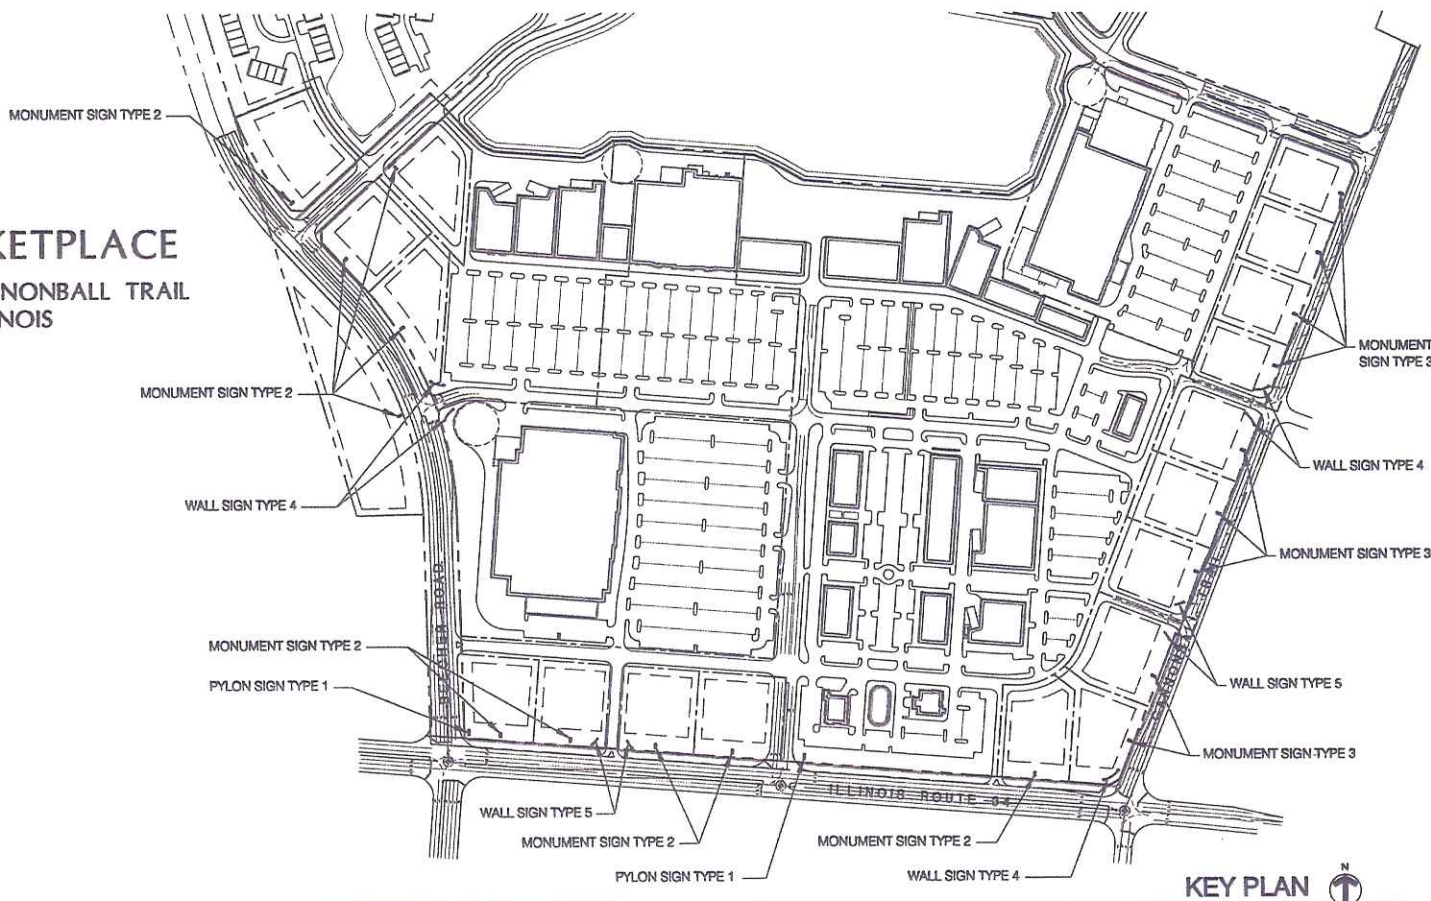 MONUMENT SIGN TYPE 2
KETPLACE
NONBALL TRAIL
NOIS
MONUMENT
SIGN TYPE 3
MONUMENT SIGN TYPE 2
WALL SIGN TYPE 4
WALL SIGN TYPE 4
MONUMENT SIGN TYPE 3
BEECHER ROAD
MONUMENT SIGN TYPE 2
PYLON SIGN TYPE 1
WALL SIGN TYPE 5
MONUMENT SIGN TYPE 3
ILLINOIS ROUTE 34
WALL SIGN TYPE 5
MONUMENT SIGN TYPE 2
MONUMENT SIGN TYPE 2
PYLON SIGN TYPE 1
WALL SIGN TYPE 4
KEY PLAN
N